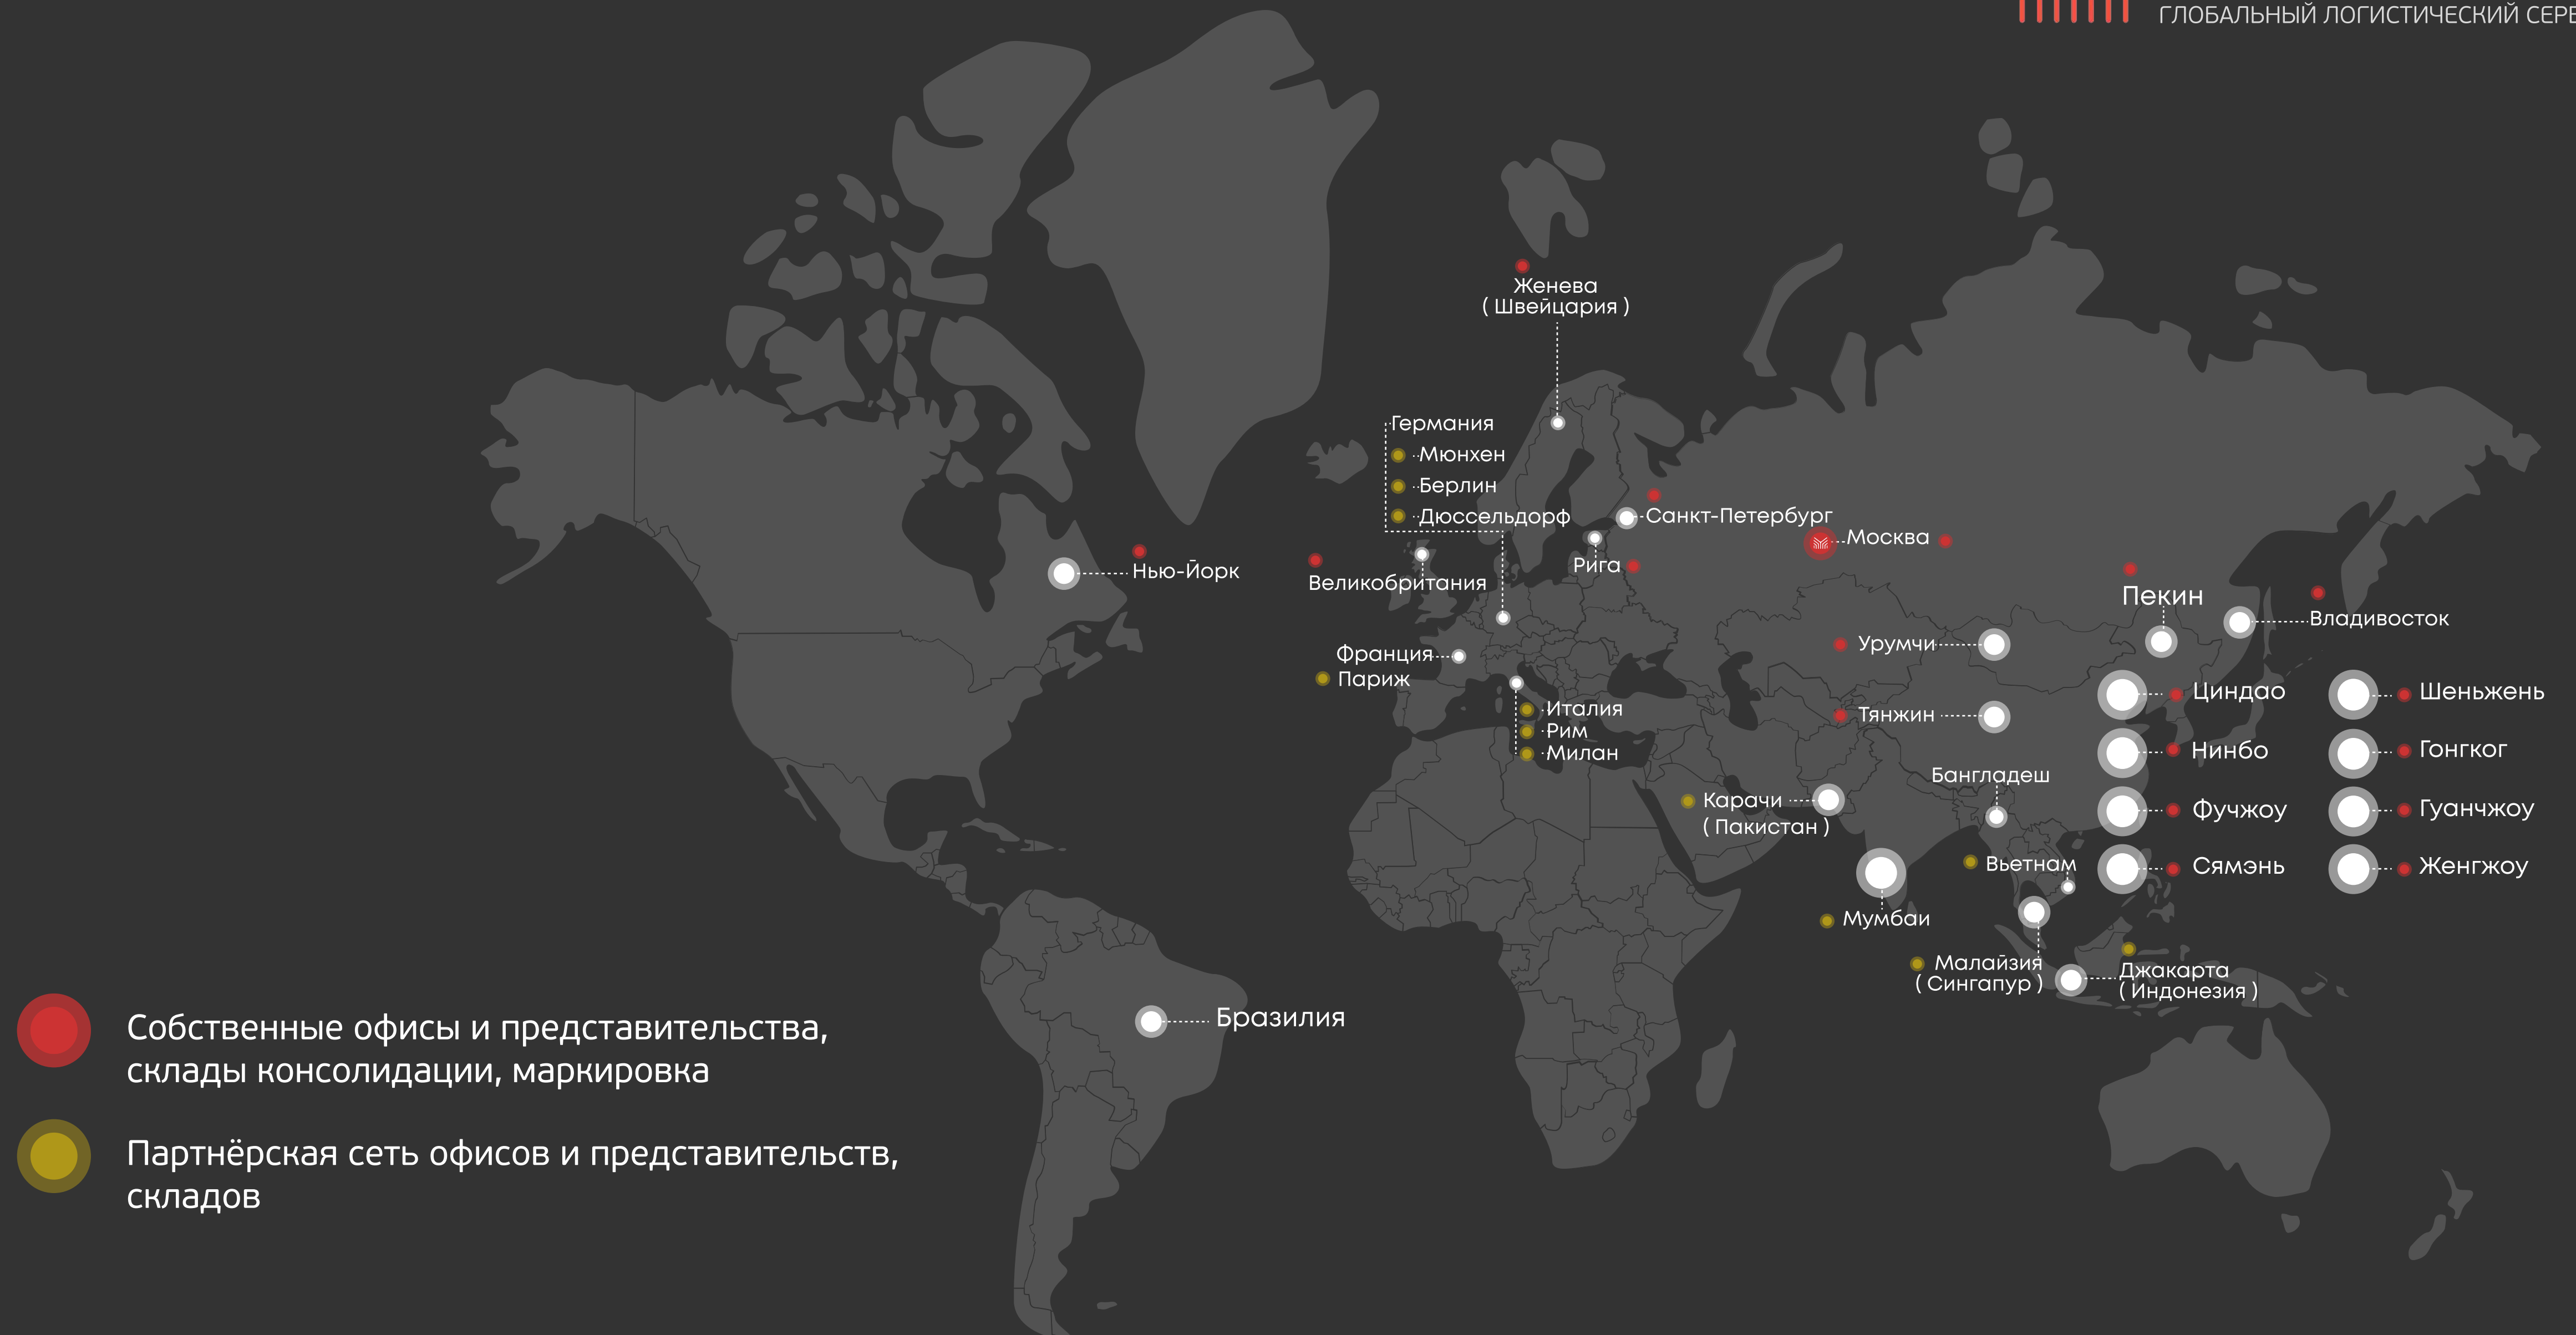 ГЛОБАЛЬНЫЙ ЛОГИСТИЧЕСКИЙ СЕРВ
Женева
( Швейцария )
Германия
Мюнхен
Берлин
Дюссельдорф
Санкт-Петербург
Москва
Рига
Нью-Йорк
Великобритания
Пекин
Владивосток
Урумчи
Франция
Париж
Тянжин
Италия
Рим
Милан
Циндао
Шеньжень
Нинбо
Гонгког
Фучжоу
Гуанчжоу
Сямэнь
Женгжоу
Бангладеш
Карачи
( Пакистан )
Вьетнам
Мумбаи
Малайзия
( Сингапур )
Джакарта
( Индонезия )
Бразилия
Собственные офисы и представительства,
склады консолидации, маркировка
Партнёрская сеть офисов и представительств,
складов